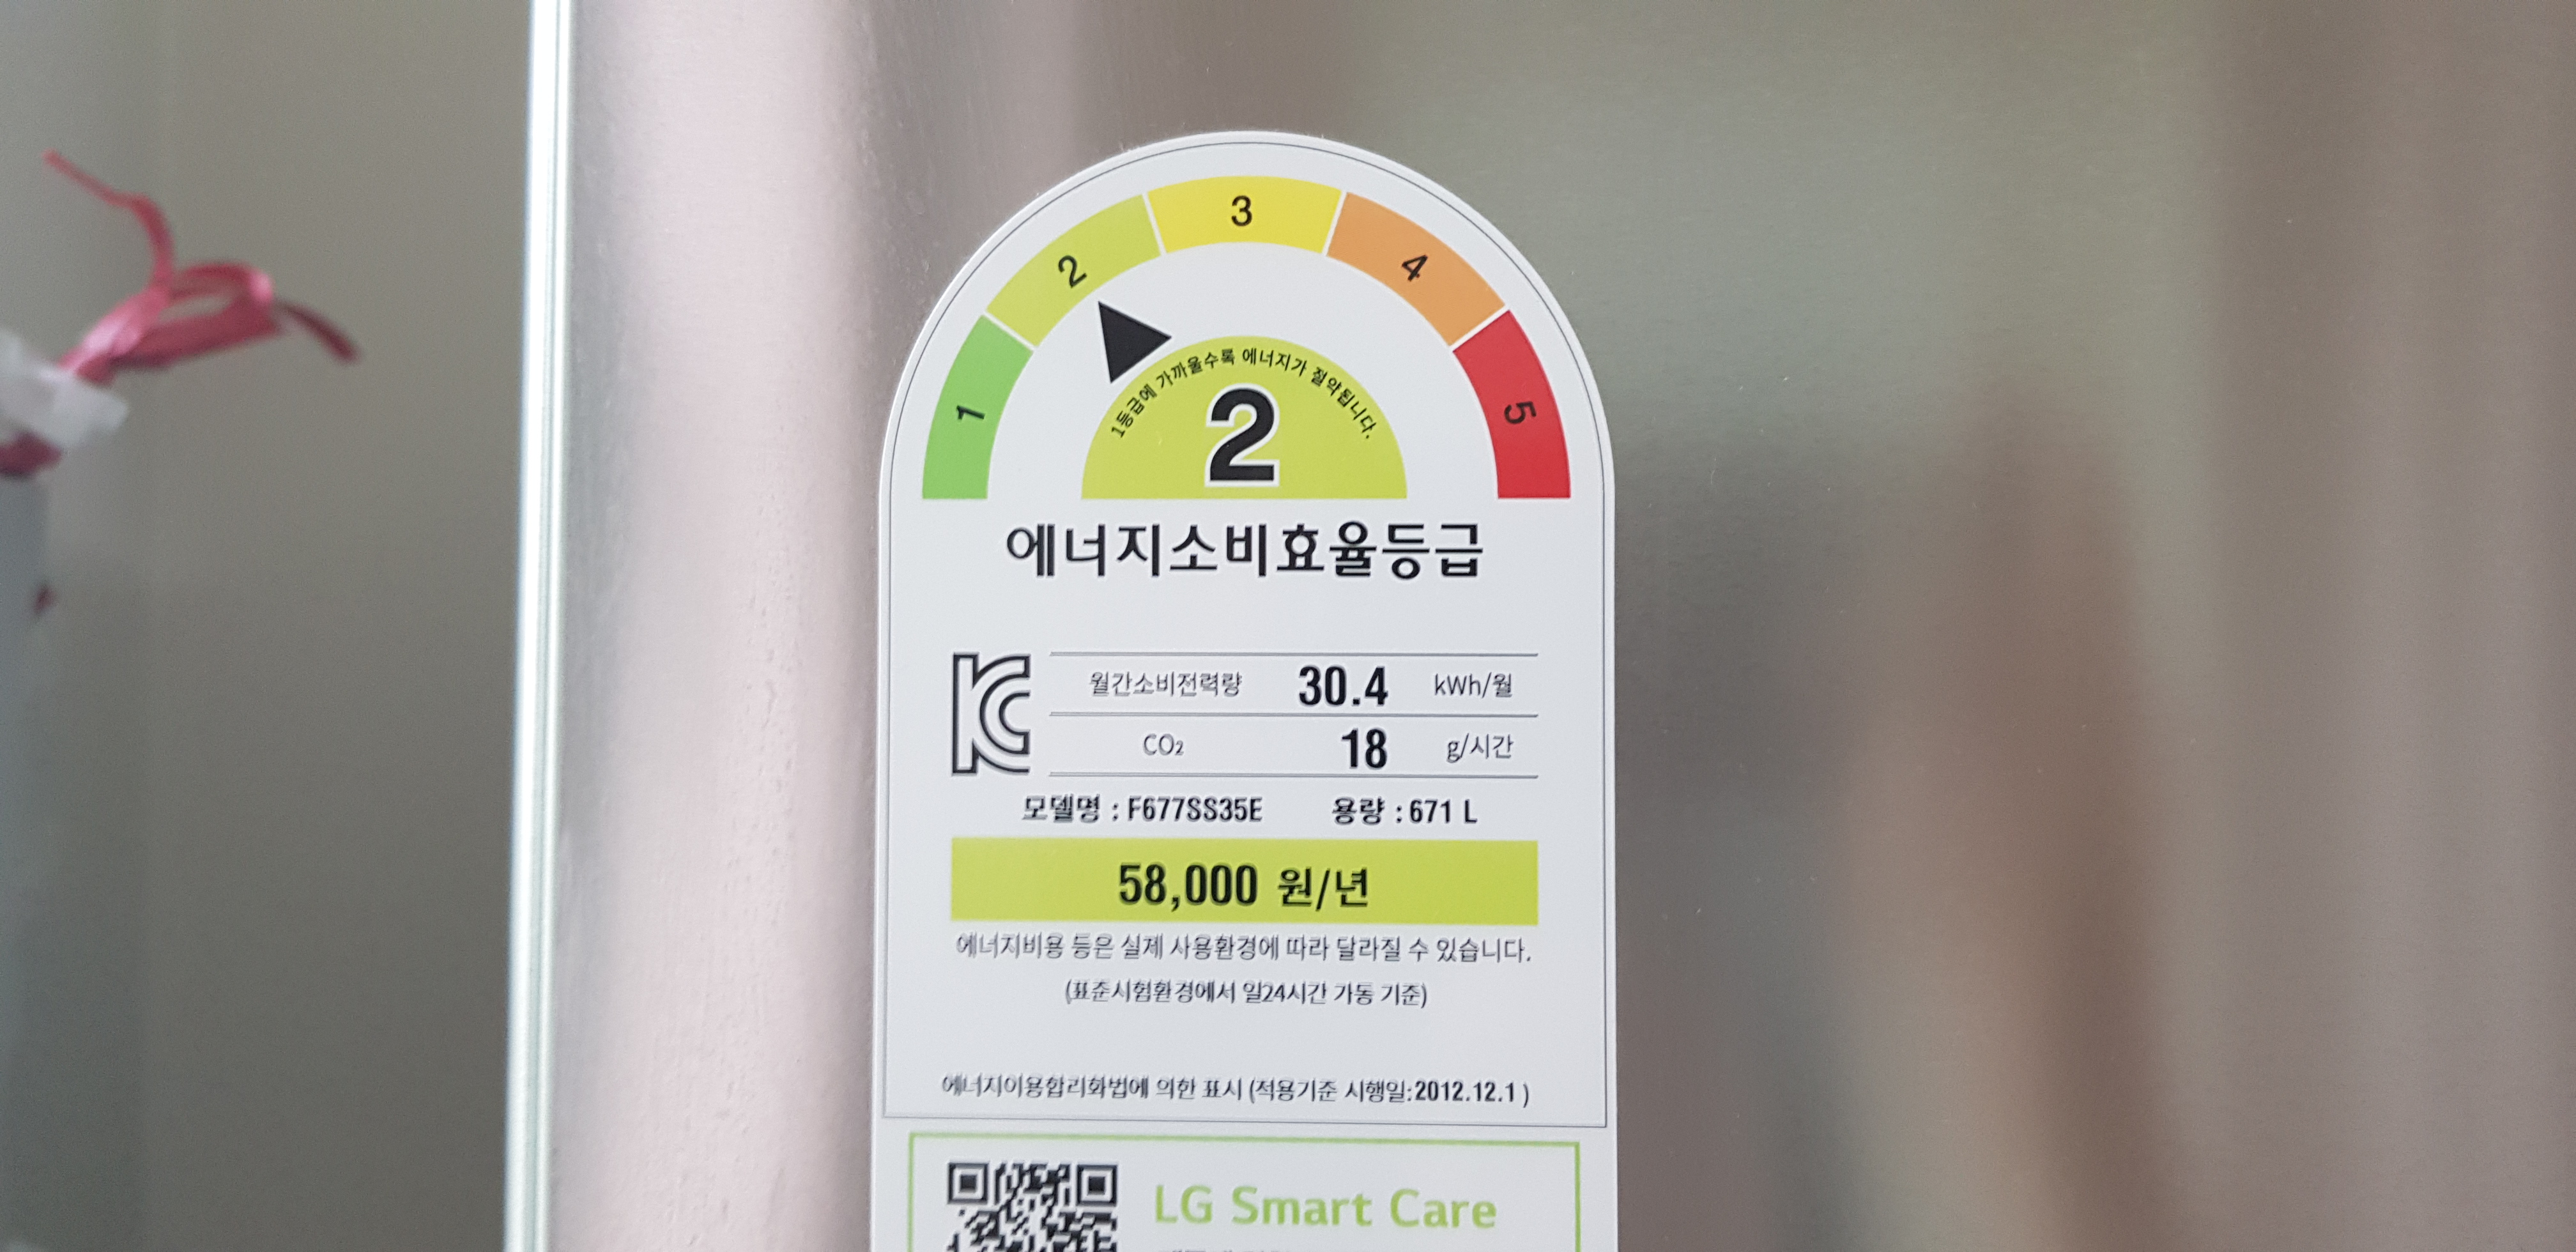 1 2 3 4 5
1등급에 가까울수록 에너지가 절약됩니다.
2
에너지소비효율등급
월간소비전력량 30.4 kWh/월
CO₂ 18 g/시간
모델명 : F677SS35E 용량 : 671 L
58,000 원/년
에너지비용 등은 실제 사용환경에 따라 달라질 수 있습니다.
(표준시험환경에서 일24시간 가동 기준)
에너지이용합리화법에 의한 표시 (적용기준 시행일:2012.12.1 )
LG Smart Care